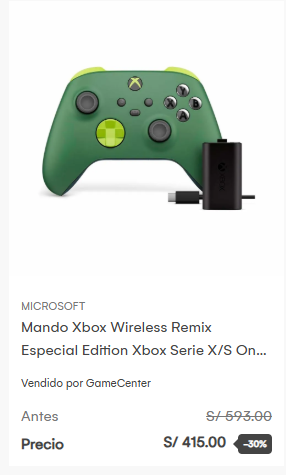 X
Y
B
A
MICROSOFT
Mando Xbox Wireless Remix
Especial Edition Xbox Serie X/S On...
Vendido por GameCenter
Antes S/ 593.00
Precio S/ 415.00 -30%